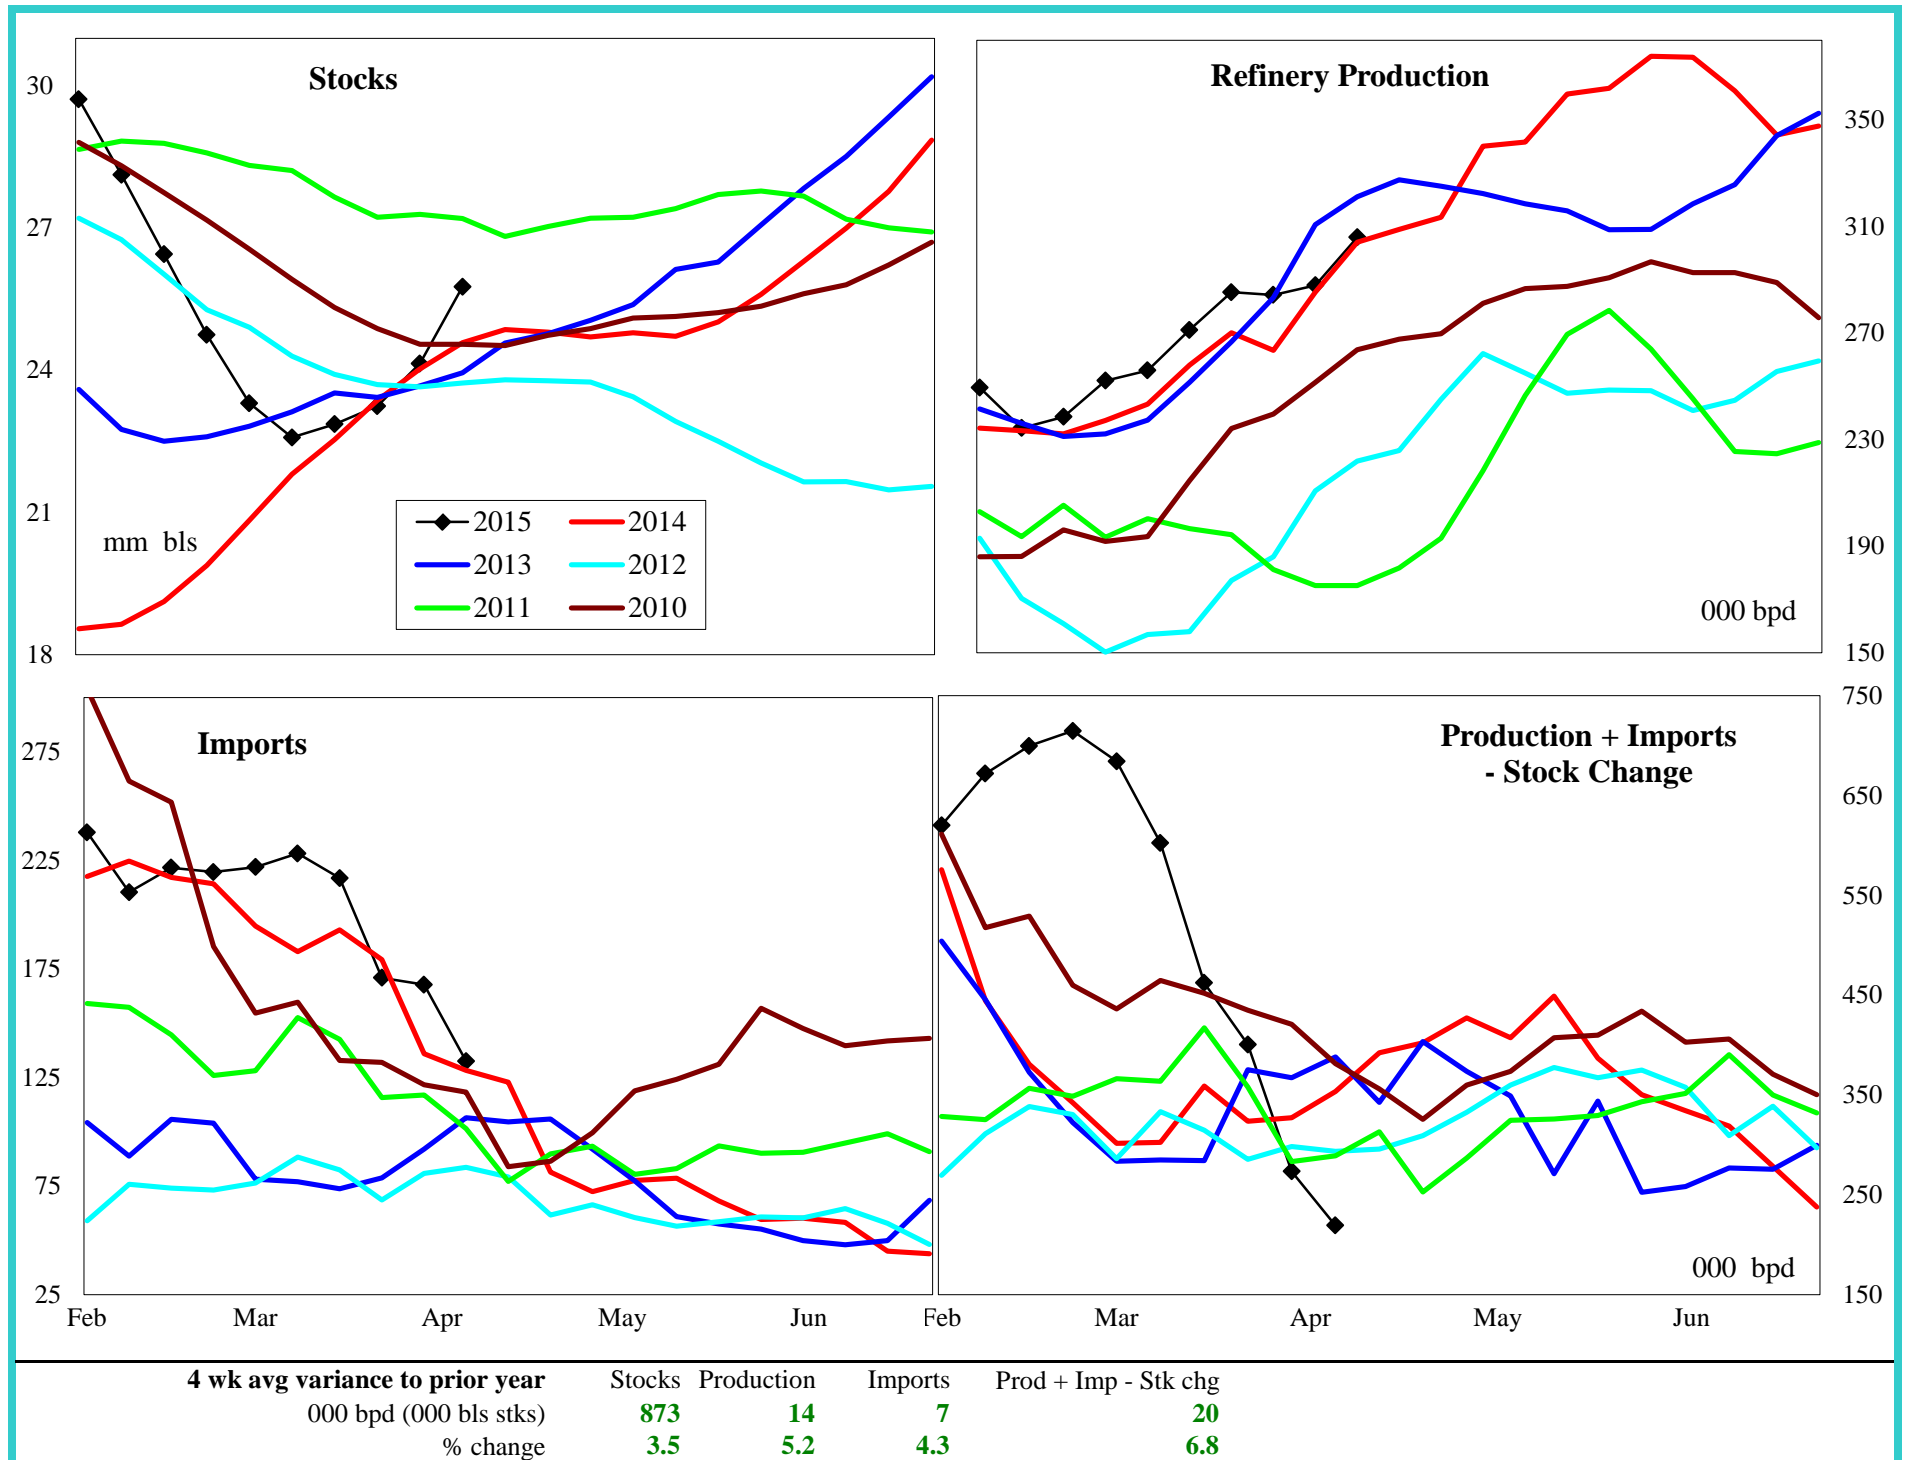 Stocks
30
27
24
21
18
mm bls
2015 2014
2013 2012
2011 2010
Refinery Production
350
310
270
230
190
150
000 bpd
Imports
275
225
175
125
75
25
Feb Mar Apr May Jun
Production + Imports
- Stock Change
750
650
550
450
350
250
150
000 bpd
Feb Mar Apr May Jun
4 wk avg variance to prior year Stocks Production Imports Prod + Imp - Stk chg
000 bpd (000 bls stks) 873 14 7 20
% change 3.5 5.2 4.3 6.8